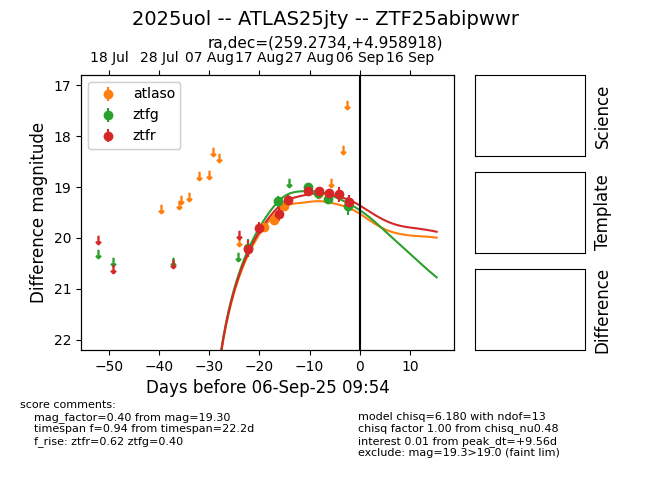 2025uol -- ATLAS25jty -- ZTF25abipwwr
ra,dec=(259.2734,+4.958918)
18 Jul 28 Jul 07 Aug 17 Aug 27 Aug 06 Sep 16 Sep
17
18
19
20
21
22
Difference magnitude
atlaso
ztfg
ztfr
−50 −40 −30 −20 −10 0 10
Days before 06-Sep-25 09:54
Science
Template
Difference
score comments:
mag_factor=0.40 from mag=19.30
timespan f=0.94 from timespan=22.2d
f_rise: ztfr=0.62 ztfg=0.40
model chisq=6.180 with ndof=13
chisq factor 1.00 from chisq_nu0.48
interest 0.01 from peak_dt=+9.56d
exclude: mag=19.3>19.0 (faint lim)